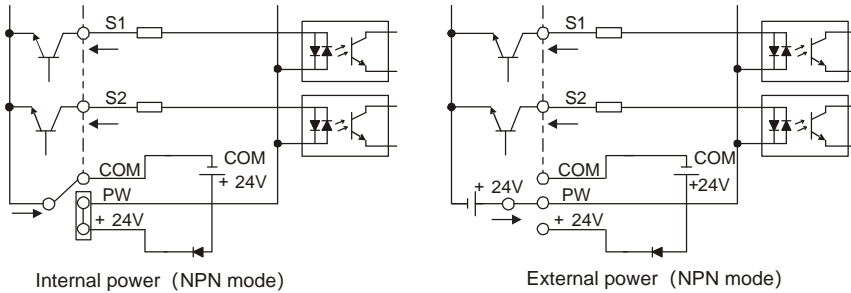 S1
S2
COM
COM
+ 24V
PW
+ 24V
Internal power（NPN mode）
S1
S2
COM
COM
+24V
+ 24V
PW
+ 24V
External power（NPN mode）